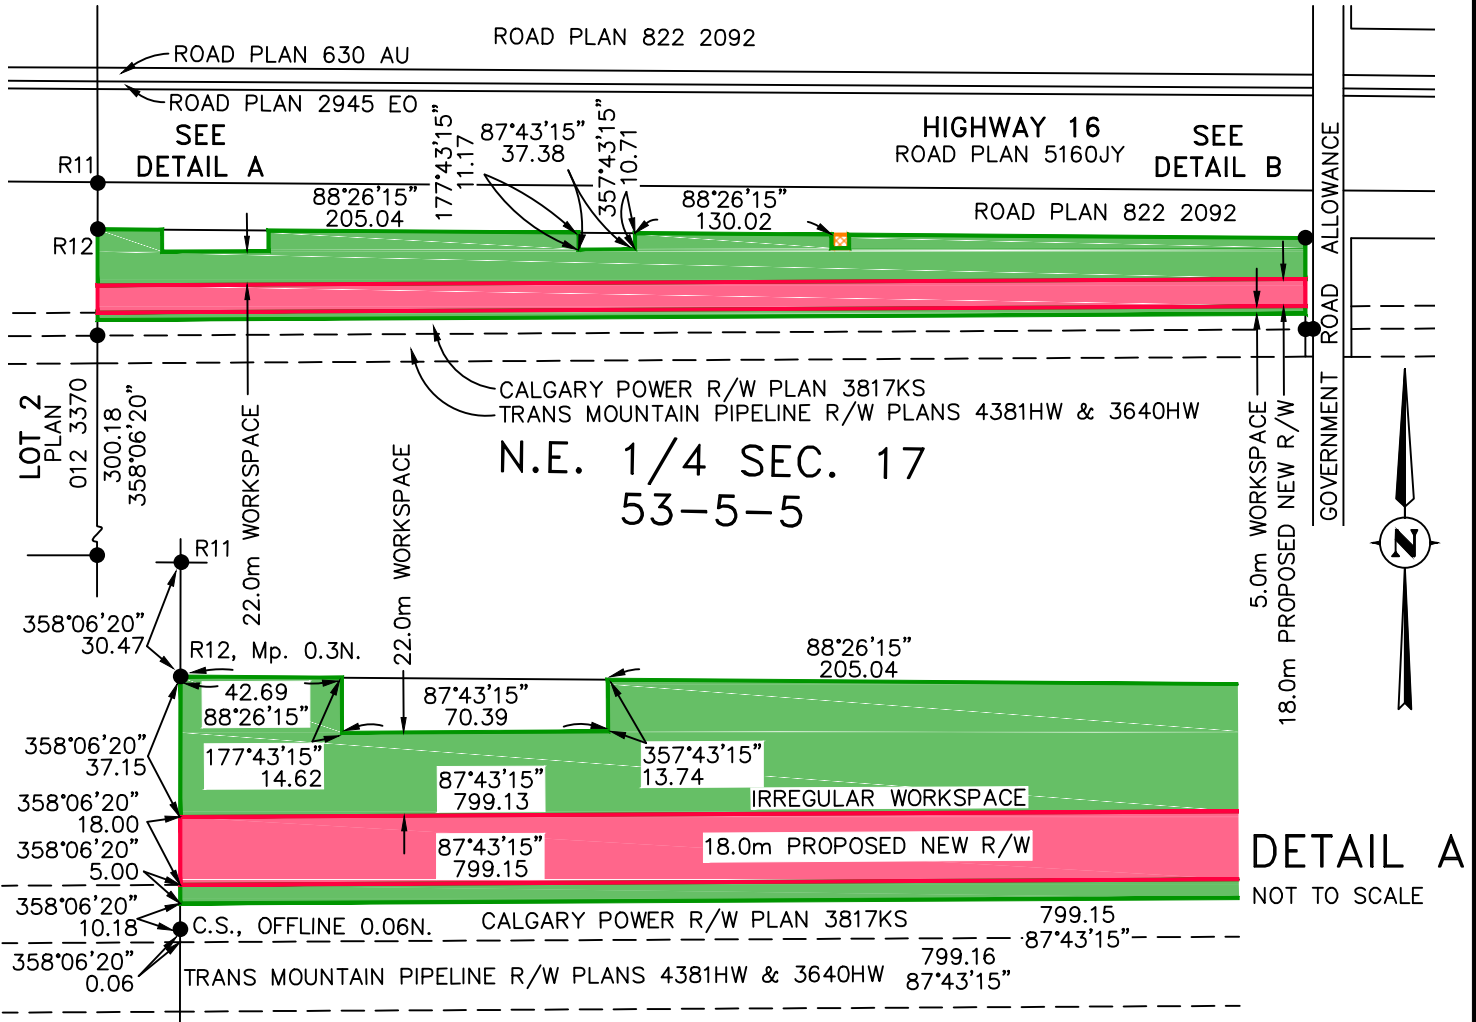 ROAD PLAN 822 2092
ROAD PLAN 630 AU
ROAD PLAN 2945 EO
SEE
DETAIL A
177°43'15"
11.17
87°43'15"
37.38
357°43'15"
10.71
HIGHWAY 16
ROAD PLAN 5160JY
SEE
DETAIL B
R11
88°26'15"
205.04
88°26'15"
130.02
ROAD PLAN 822 2092
R12
GOVERNMENT ROAD ALLOWANCE
CALGARY POWER R/W PLAN 3817KS
TRANS MOUNTAIN PIPELINE R/W PLANS 4381HW & 3640HW
LOT 2
PLAN
012 3370
300.18
358°06'20"
22.0m WORKSPACE
N.E. 1/4 SEC. 17
53-5-5
5.0m WORKSPACE
18.0m PROPOSED NEW R/W
N
R11
22.0m WORKSPACE
358°06'20"
30.47
R12, Mp. 0.3N.
88°26'15"
205.04
42.69
88°26'15"
87°43'15"
70.39
358°06'20"
37.15
177°43'15"
14.62
357°43'15"
13.74
87°43'15"
799.13
IRREGULAR WORKSPACE
358°06'20"
18.00
87°43'15"
799.15
18.0m PROPOSED NEW R/W
DETAIL A
NOT TO SCALE
358°06'20"
5.00
358°06'20"
10.18
C.S., OFFLINE 0.06N.
CALGARY POWER R/W PLAN 3817KS
799.15
87°43'15"
358°06'20"
0.06
TRANS MOUNTAIN PIPELINE R/W PLANS 4381HW & 3640HW
799.16
87°43'15"